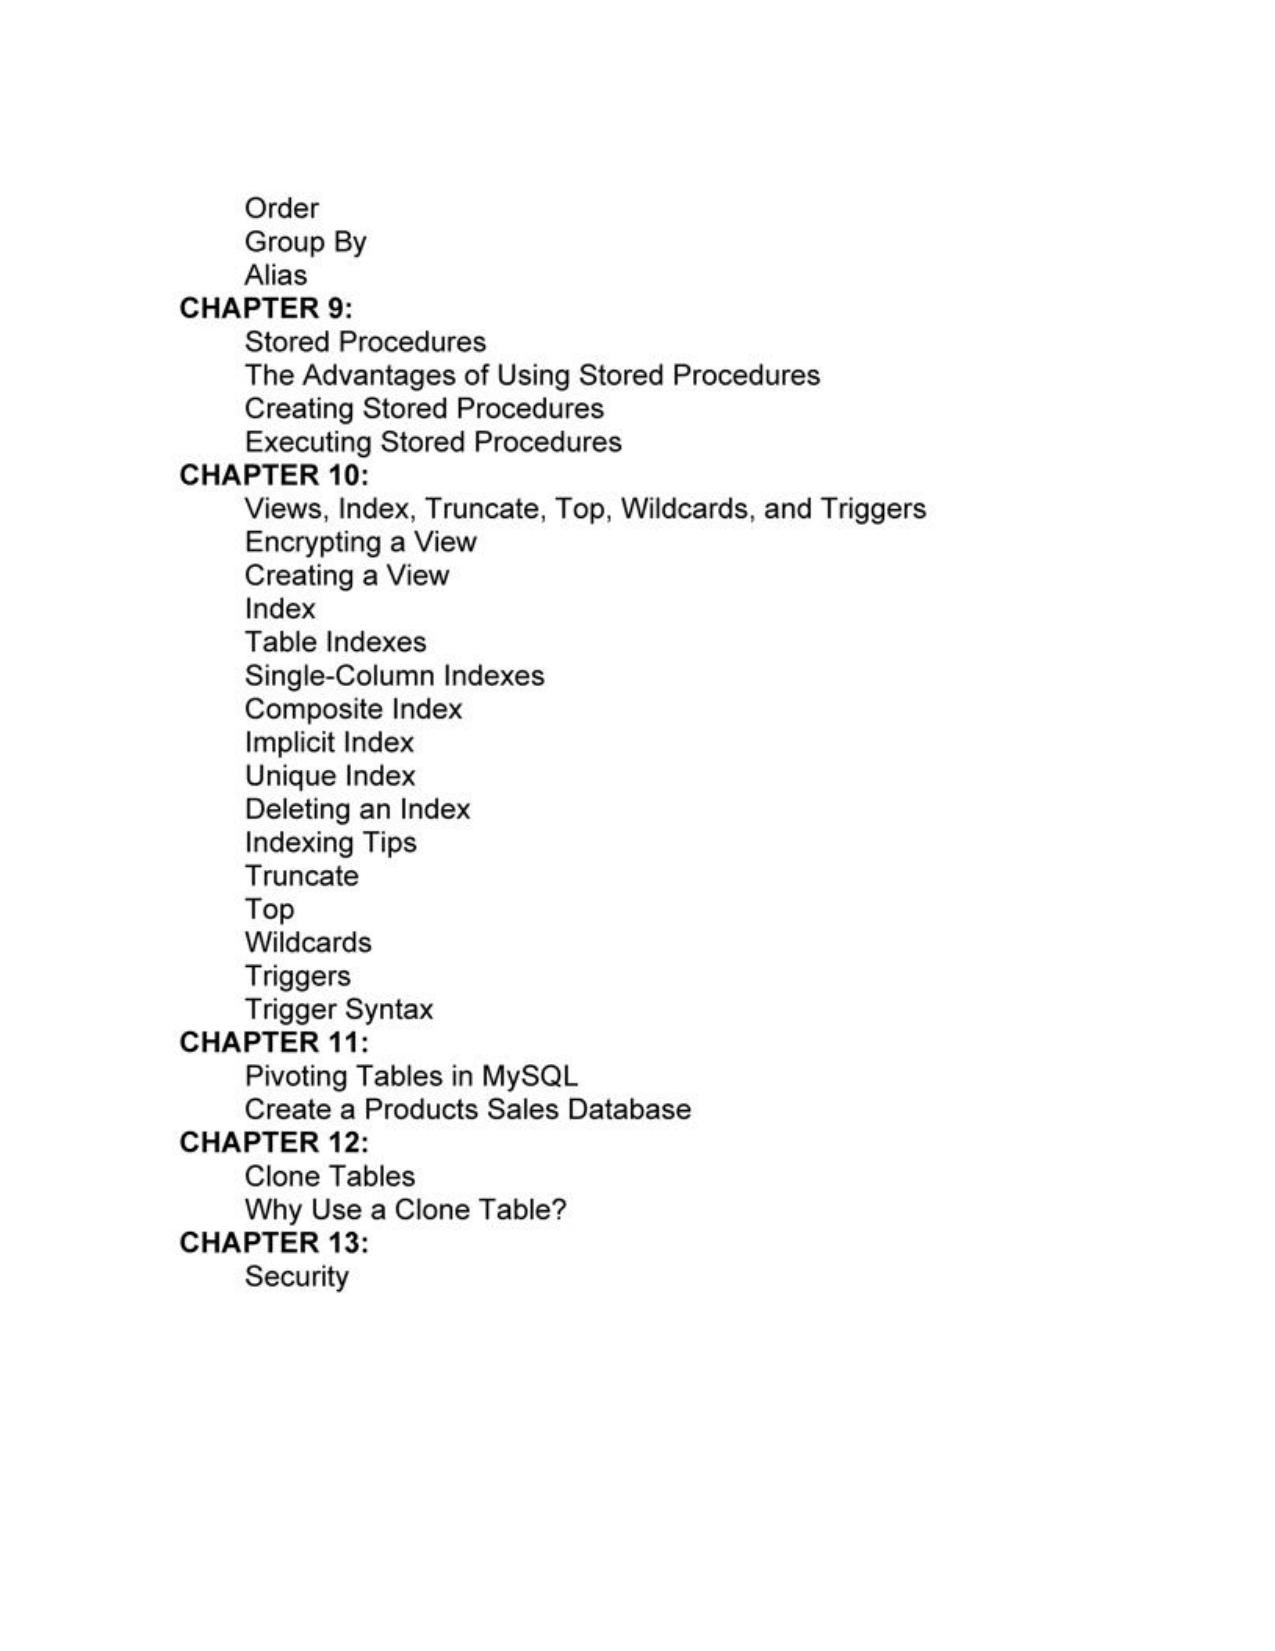 Order
Group By
Alias
CHAPTER 9:
Stored Procedures
The Advantages of Using Stored Procedures
Creating Stored Procedures
Executing Stored Procedures
CHAPTER 10:
Views, Index, Truncate, Top, Wildcards, and Triggers
Encrypting a View
Creating a View
Index
Table Indexes
Single-Column Indexes
Composite Index
Implicit Index
Unique Index
Deleting an Index
Indexing Tips
Truncate
Top
Wildcards
Triggers
Trigger Syntax
CHAPTER 11:
Pivoting Tables in MySQL
Create a Products Sales Database
CHAPTER 12:
Clone Tables
Why Use a Clone Table?
CHAPTER 13:
Security